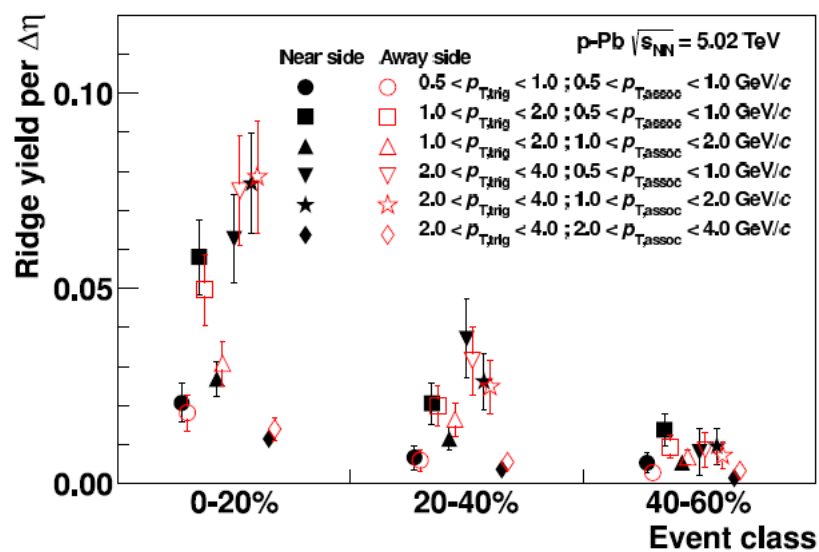 Ridge yield per Δη
p-Pb √sNN = 5.02 TeV
Near side Away side
0.5 < pT,trig < 1.0 ; 0.5 < pT,assoc < 1.0 GeV/c
1.0 < pT,trig < 2.0 ; 0.5 < pT,assoc < 1.0 GeV/c
1.0 < pT,trig < 2.0 ; 1.0 < pT,assoc < 2.0 GeV/c
2.0 < pT,trig < 4.0 ; 0.5 < pT,assoc < 1.0 GeV/c
2.0 < pT,trig < 4.0 ; 1.0 < pT,assoc < 2.0 GeV/c
2.0 < pT,trig < 4.0 ; 2.0 < pT,assoc < 4.0 GeV/c
0.10
0.05
0.00
0-20% 20-40% 40-60%
Event class